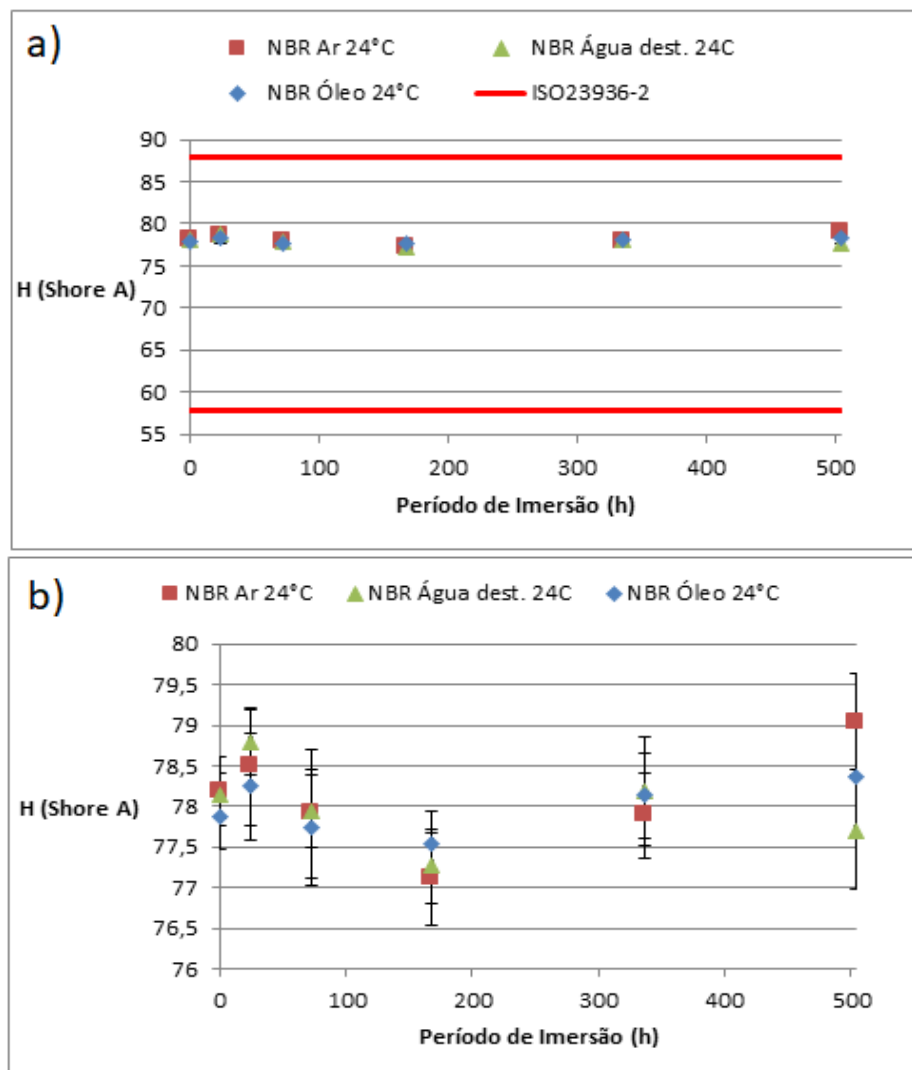 a)
NBR Ar 24°C NBR Água dest. 24C
NBR Óleo 24°C ISO23936-2
90
85
80
75
H (Shore A)
70
65
60
55
0 100 200 300 400 500
Período de Imersão (h)
b)
NBR Ar 24°C NBR Água dest. 24C NBR Óleo 24°C
80
79,5
79
78,5
H (Shore A) 78
77,5
77
76,5
76
0 100 200 300 400 500
Período de Imersão (h)